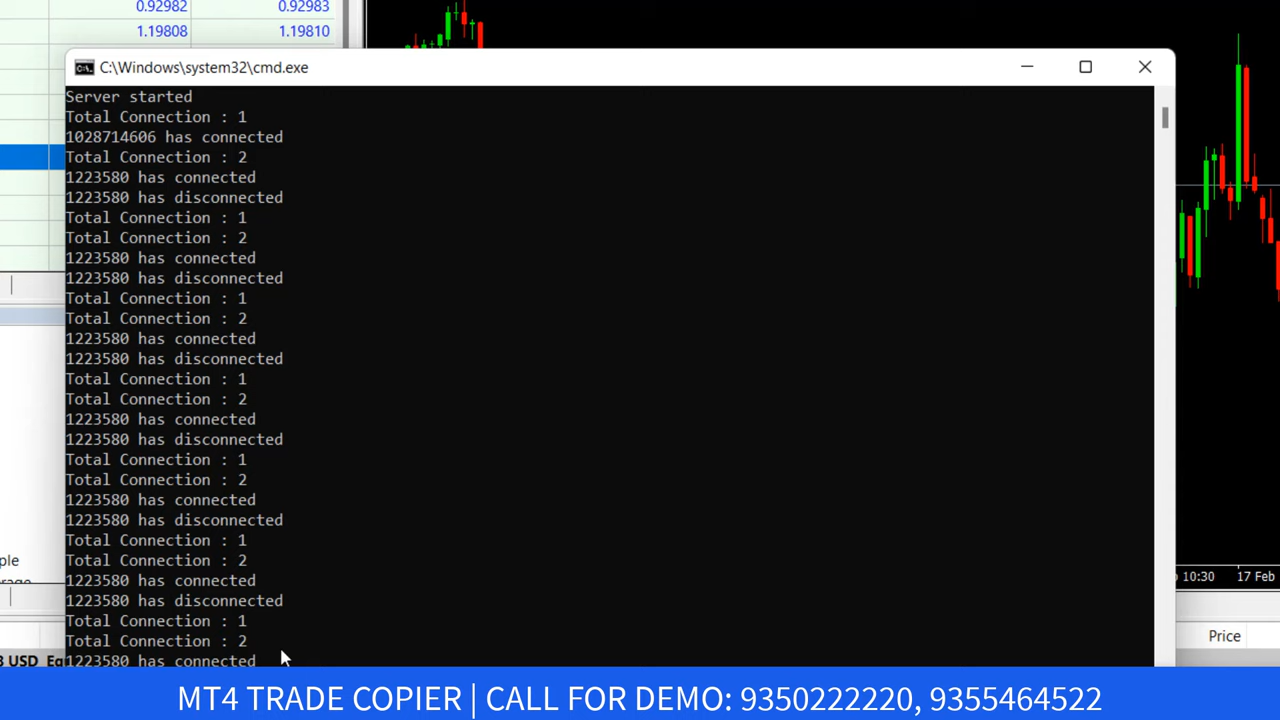 0.92982 0.92983
1.19808 1.19810
C:\Windows\system32\cmd.exe
Server started
Total Connection : 1
1028714606 has connected
Total Connection : 2
1223580 has connected
1223580 has disconnected
Total Connection : 1
Total Connection : 2
1223580 has connected
1223580 has disconnected
Total Connection : 1
Total Connection : 2
1223580 has connected
1223580 has disconnected
Total Connection : 1
Total Connection : 2
1223580 has connected
1223580 has disconnected
Total Connection : 1
Total Connection : 2
1223580 has connected
1223580 has disconnected
Total Connection : 1
Total Connection : 2
1223580 has connected
1223580 has disconnected
Total Connection : 1
Total Connection : 2
1223580 has connected
ple
10:30 17 Feb
Price
USD
MT4 TRADE COPIER | CALL FOR DEMO: 9350222220, 9355464522